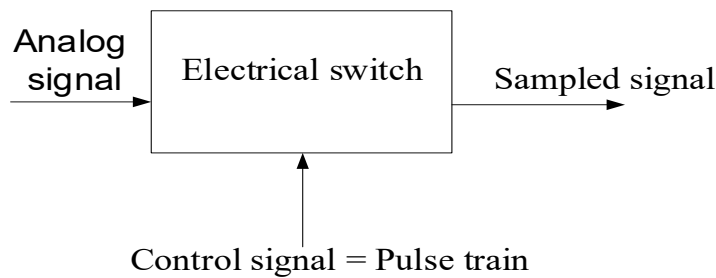 Analog
signal
Electrical switch
Sampled signal
Control signal = Pulse train